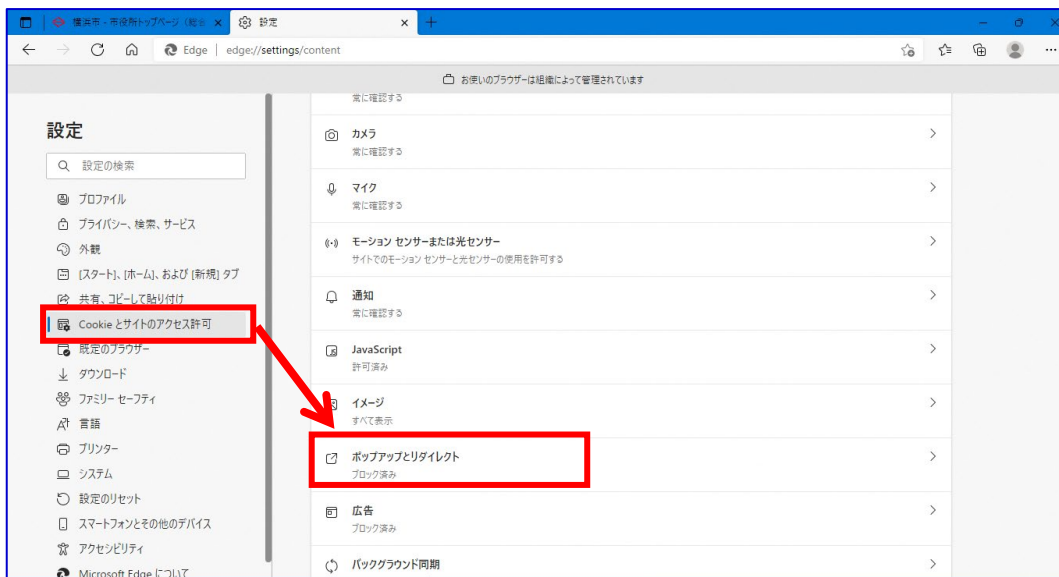 横浜市 - 市役所トップページ (総合
設定
Edge
edge://settings/content
お使いのブラウザーは組織によって管理されています
設定
設定の検索
プロファイル
プライバシー、検索、サービス
外観
[スタート]、[ホーム]、および [新規] タブ
共有、コピーして貼り付け
Cookie とサイトのアクセス許可
既定のブラウザー
ダウンロード
ファミリー セーフティ
言語
プリンター
システム
設定のリセット
スマートフォンとその他のデバイス
アクセシビリティ
Microsoft Edge について
常に確認する
カメラ
常に確認する
マイク
常に確認する
モーション センサーまたは光センサー
サイトでのモーション センサーと光センサーの使用を許可する
通知
常に確認する
JavaScript
許可済み
イメージ
すべて表示
ポップアップとリダイレクト
ブロック済み
広告
ブロック済み
バックグラウンド同期